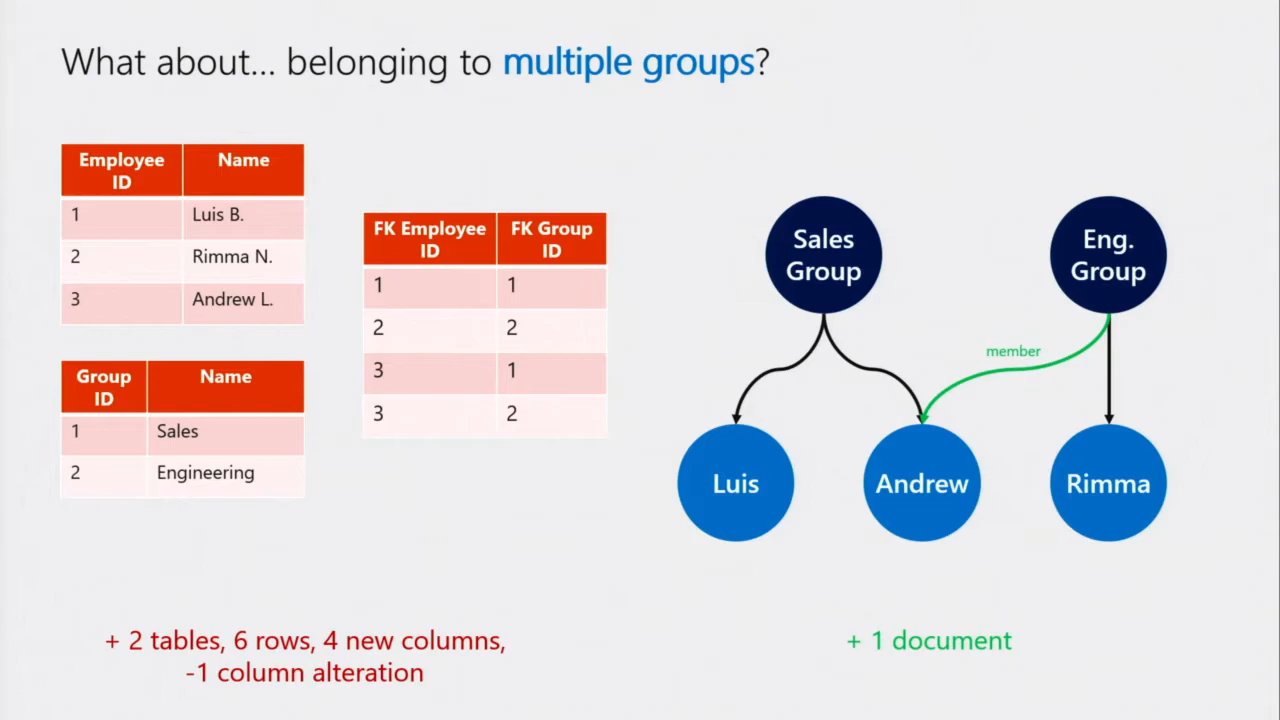 What about... belonging to multiple groups?
Employee
ID
Name
1
Luis B.
2
Rimma N.
3
Andrew L.
Group
ID
Name
1
Sales
2
Engineering
FK Employee
ID
FK Group
ID
1
1
2
2
3
1
3
2
Sales
Group
Eng.
Group
member
Luis
Andrew
Rimma
+ 2 tables, 6 rows, 4 new columns,
-1 column alteration
+ 1 document